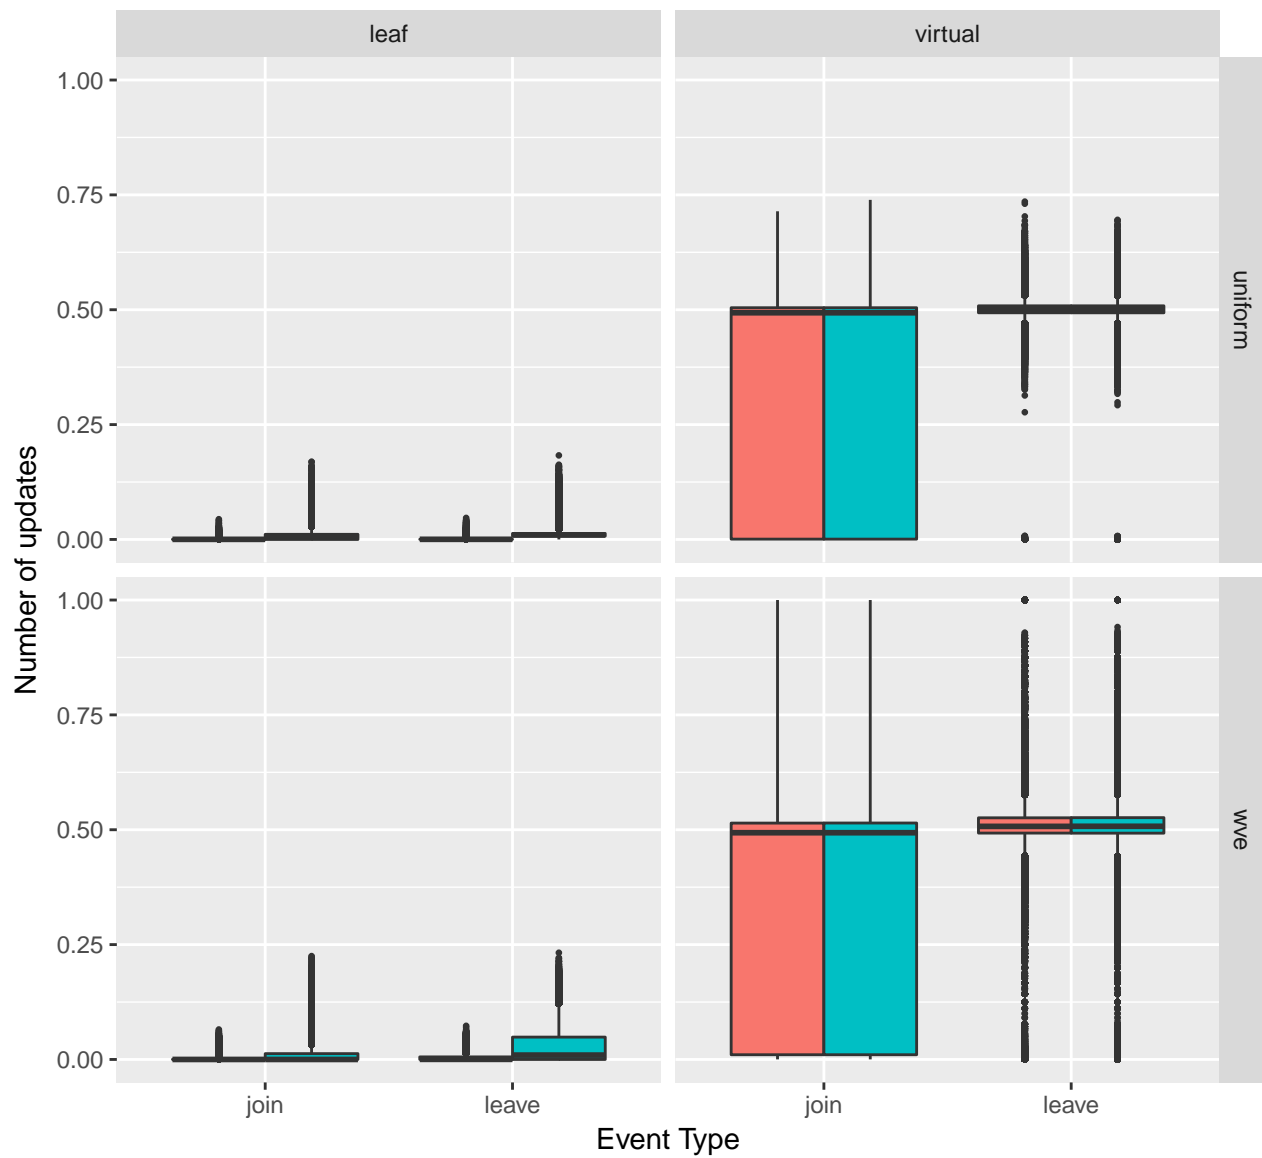 leaf
virtual
1.00
0.75
0.50
0.25
0.00
uniform
1.00
0.75
0.50
0.25
0.00
wve
Number of updates
join
leave
join
leave
Event Type